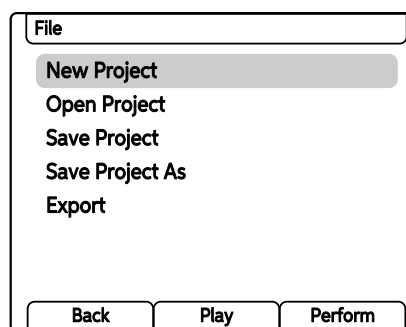 File
New Project
Open Project
Save Project
Save Project As
Export
Back Play Perform